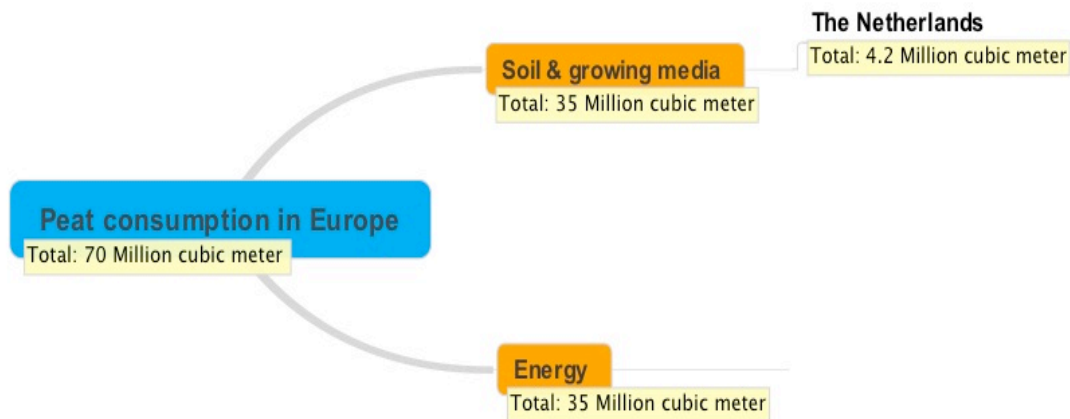 The Netherlands
Total: 4.2 Million cubic meter
Soil & growing media
Total: 35 Million cubic meter
Peat consumption in Europe
Total: 70 Million cubic meter
Energy
Total: 35 Million cubic meter